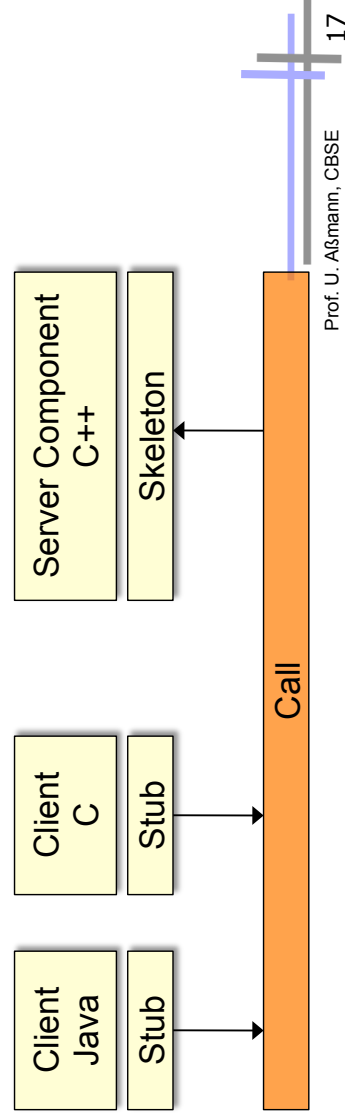 Client
Java
Stub
Client
C
Stub
Server Component
C++
Skeleton
Call
Prof. U. Aßmann, CBSE
17